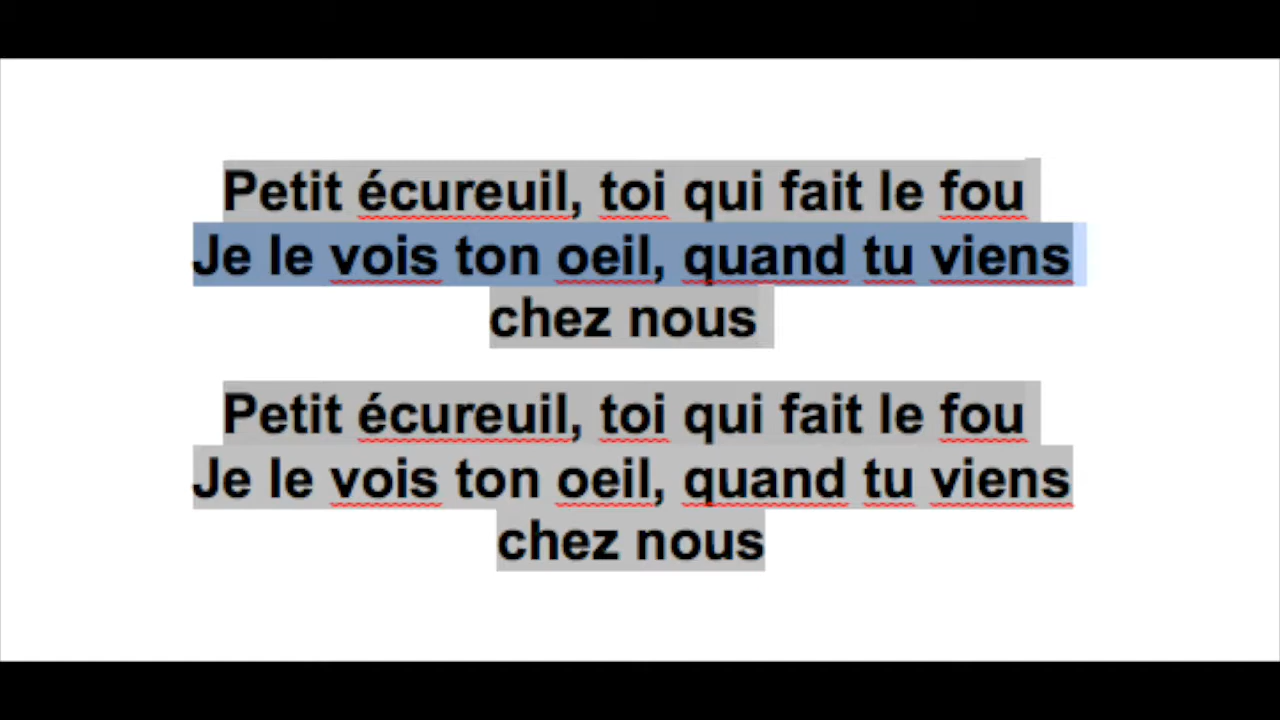 Petit écureuil, toi qui fait le fou
Je le vois ton oeil, quand tu viens
chez nous
Petit écureuil, toi qui fait le fou
Je le vois ton oeil, quand tu viens
chez nous